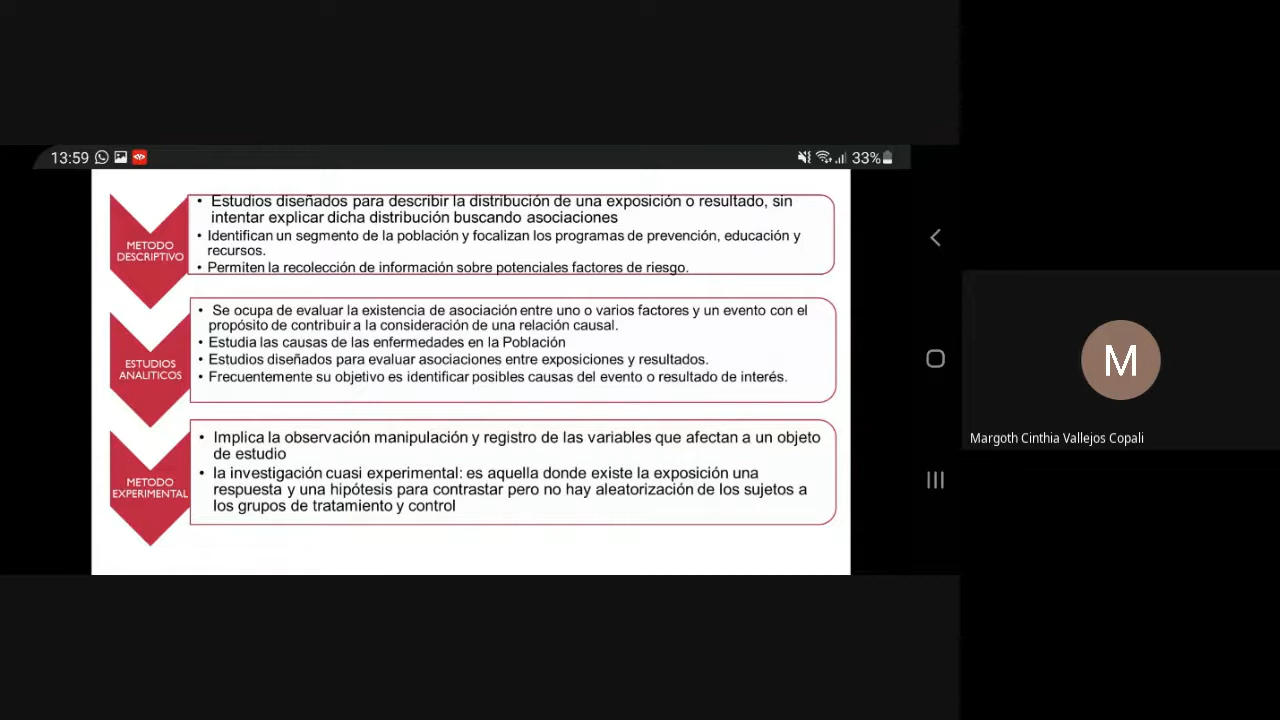 13:59
33%
• Estudios diseñados para describir la distribución de una exposición o resultado, sin
intentar explicar dicha distribución buscando asociaciones
• Identifican un segmento de la población y focalizan los programas de prevención, educación y
recursos.
• Permiten la recolección de información sobre potenciales factores de riesgo.
METODO
DESCRIPTIVO
• Se ocupa de evaluar la existencia de asociación entre uno o varios factores y un evento con el
propósito de contribuir a la consideración de una relación causal.
• Estudia las causas de las enfermedades en la Población
• Estudios diseñados para evaluar asociaciones entre exposiciones y resultados.
• Frecuentemente su objetivo es identificar posibles causas del evento o resultado de interés.
ESTUDIOS
ANALITICOS
• Implica la observación manipulación y registro de las variables que afectan a un objeto
de estudio
• la investigación cuasi experimental: es aquella donde existe la exposición una
respuesta y una hipótesis para contrastar pero no hay aleatorización de los sujetos a
los grupos de tratamiento y control
METODO
EXPERIMENTAL
M
Margoth Cinthia Vallejos Copali